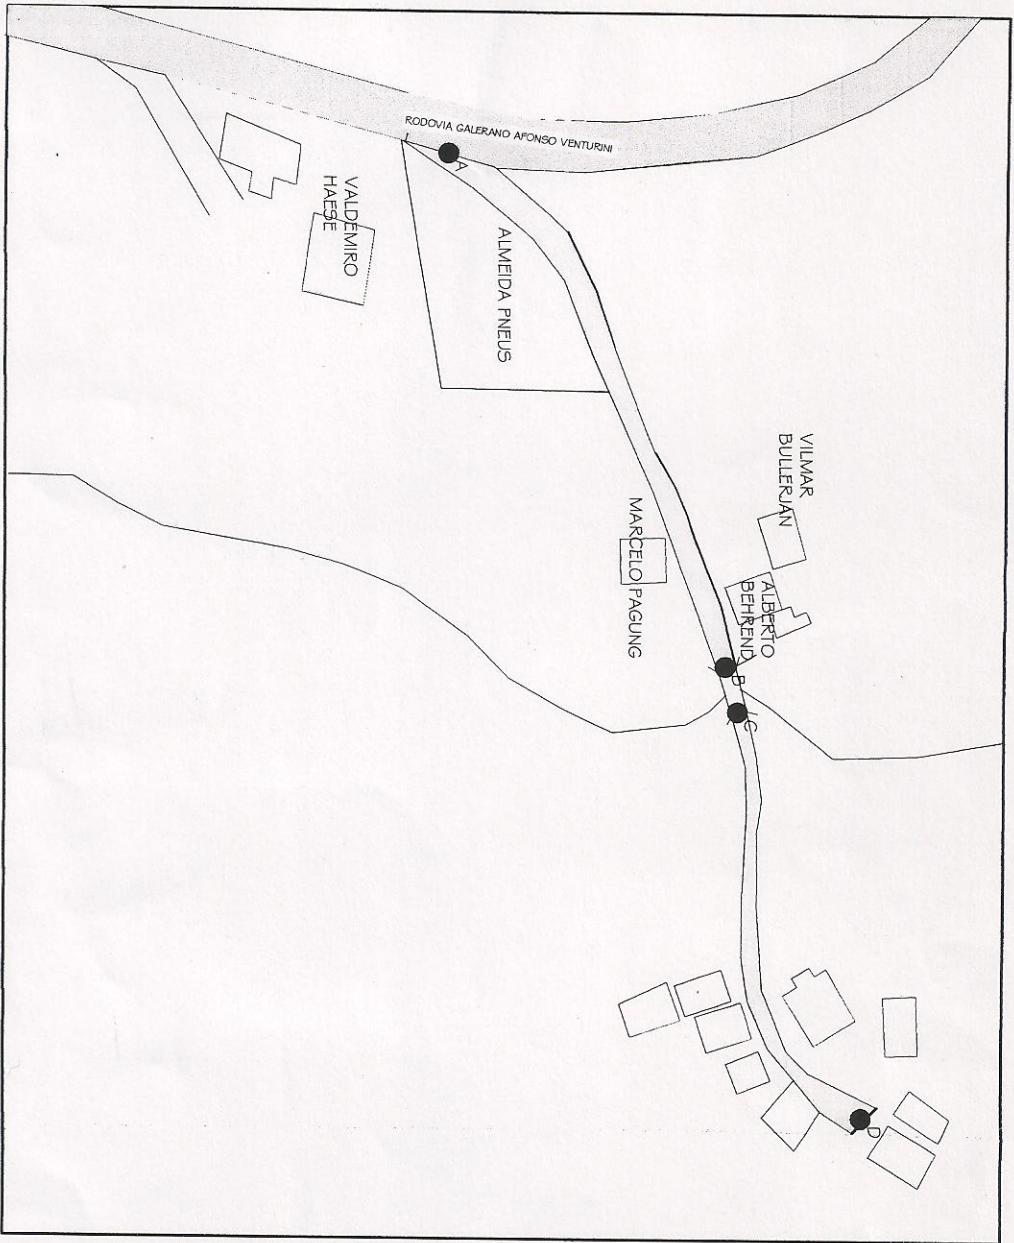 RODOVIA GALERANO AFONSO VENTURINI
A
VALDEMIRO
HAESE
ALMEIDA PNEUS
VILMAR
BULLERJAN
MARCELO PAGUNG
ALBERTO
BEHREND
B
C
D